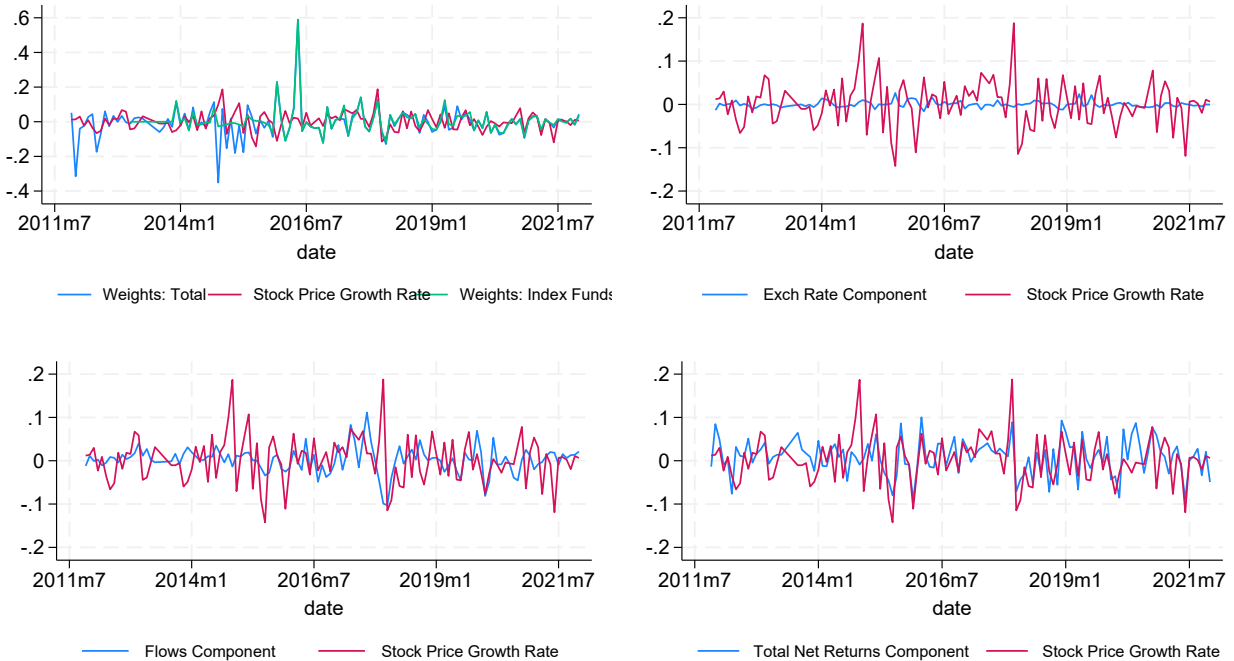 .6
.4
.2
0
-.2
-.4
2011m7 2014m1 2016m7 2019m1 2021m7
date
Weights: Total Stock Price Growth Rate Weights: Index Funds
.2
.1
0
-.1
-.2
2011m7 2014m1 2016m7 2019m1 2021m7
date
Exch Rate Component Stock Price Growth Rate
.2
.1
0
-.1
-.2
2011m7 2014m1 2016m7 2019m1 2021m7
date
Flows Component Stock Price Growth Rate
.2
.1
0
-.1
-.2
2011m7 2014m1 2016m7 2019m1 2021m7
date
Total Net Returns Component Stock Price Growth Rate